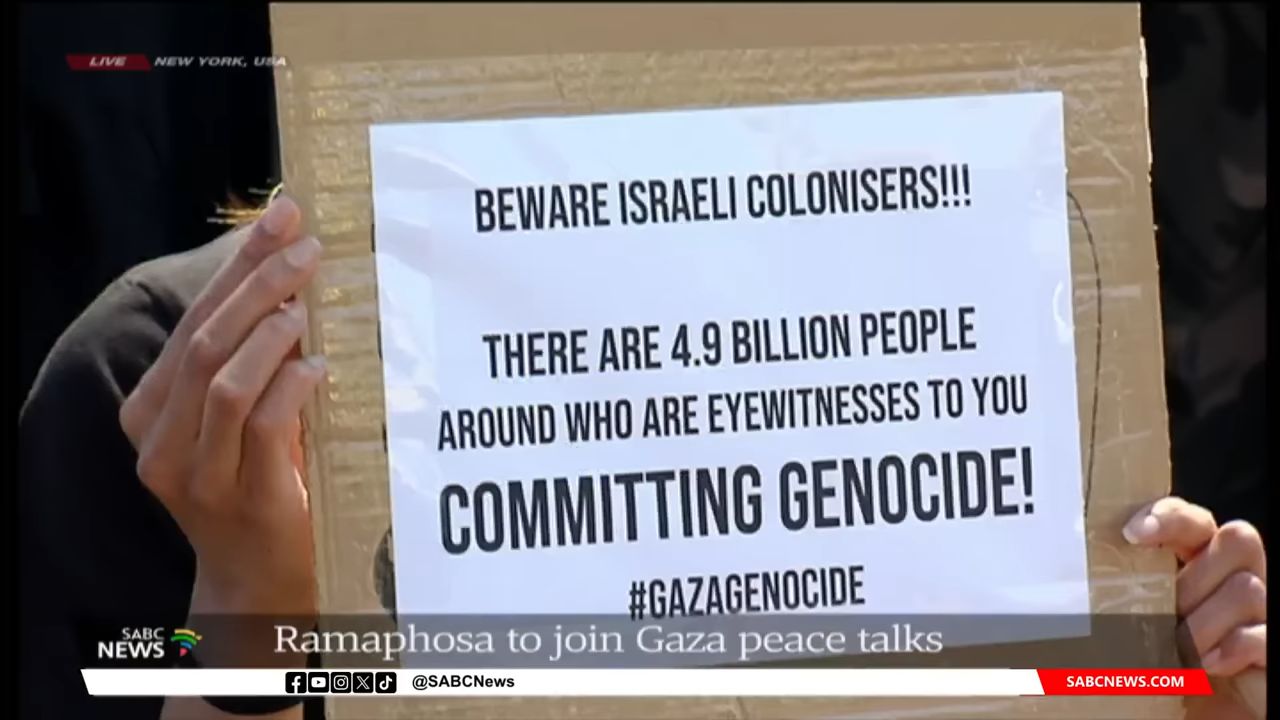 LIVE NEW YORK, USA
BEWARE ISRAELI COLONISERS!!!
THERE ARE 4.9 BILLION PEOPLE
AROUND WHO ARE EYEWITNESSES TO YOU
COMMITTING GENOCIDE!
#GAZAGENOCIDE
SABC NEWS
Ramaphosa to join Gaza peace talks
@SABCNews
SABCNEWS.COM